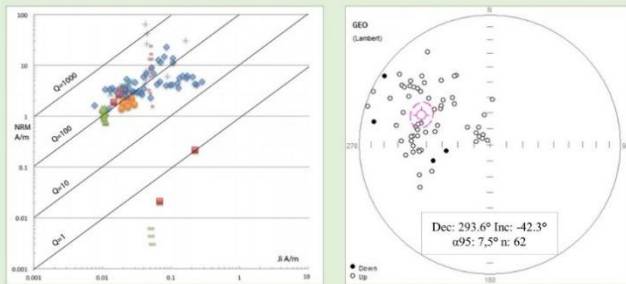 100
10
1
0.1
0.01
0.001
NRM
A/m
Q=1000
Q=100
Q=10
Q=1
0.001
0.01
0.1
1
10
Ji A/m
GEO
(Lambert)
0
270
9
180
Dec: 293.6° Inc: -42.3°
α95: 7,5° n: 62
Down
Up